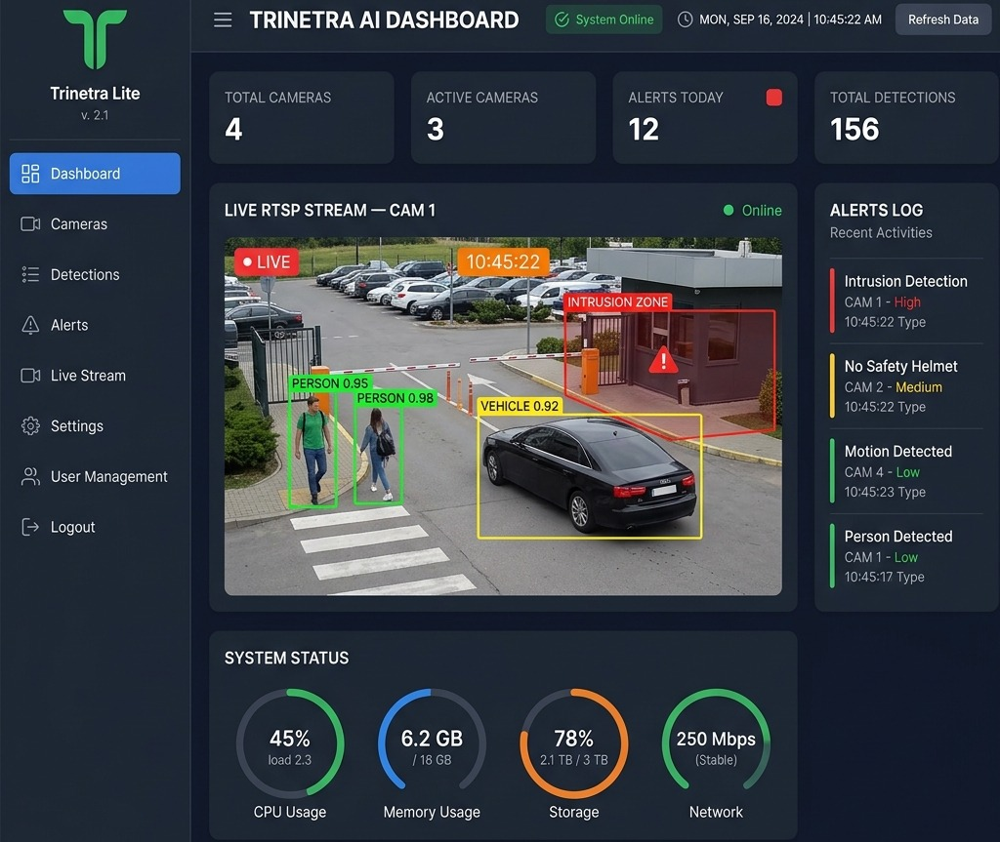 Trinetra Lite
v. 2.1
Dashboard
Cameras
Detections
Alerts
Live Stream
Settings
User Management
Logout
TRINETRA AI DASHBOARD
System Online
MON, SEP 16, 2024 | 10:45:22 AM
Refresh Data
TOTAL CAMERAS
4
ACTIVE CAMERAS
3
ALERTS TODAY
12
TOTAL DETECTIONS
156
LIVE RTSP STREAM — CAM 1
Online
LIVE
10:45:22
INTRUSION ZONE
PERSON 0.95
PERSON 0.98
VEHICLE 0.92
ALERTS LOG
Recent Activities
Intrusion Detection
CAM 1 - High
10:45:22 Type
No Safety Helmet
CAM 2 - Medium
10:45:22 Type
Motion Detected
CAM 4 - Low
10:45:23 Type
Person Detected
CAM 1 - Low
10:45:17 Type
SYSTEM STATUS
45%
load 2.3
CPU Usage
6.2 GB
/ 18 GB
Memory Usage
78%
2.1 TB / 3 TB
Storage
250 Mbps
(Stable)
Network